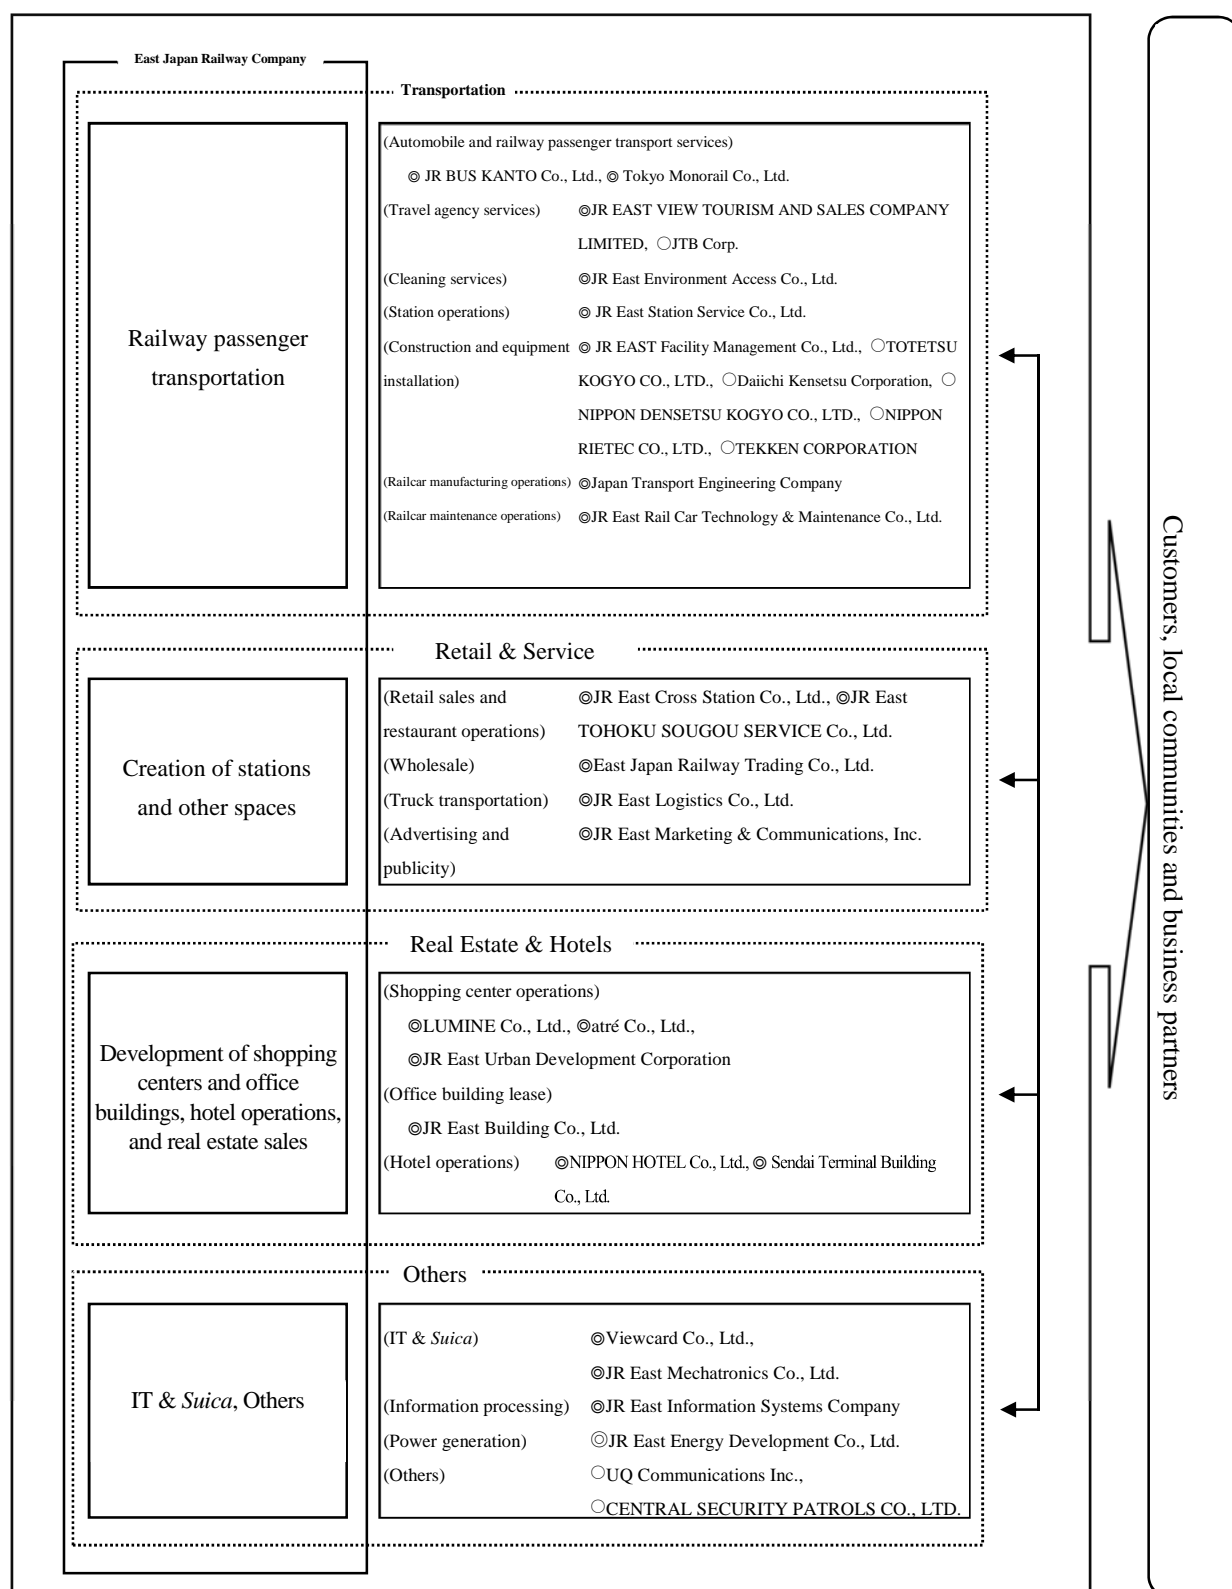 East Japan Railway Company
Transportation
Railway passenger
transportation
(Automobile and railway passenger transport services)
◎ JR BUS KANTO Co., Ltd., ◎ Tokyo Monorail Co., Ltd.
(Travel agency services) ◎JR EAST VIEW TOURISM AND SALES COMPANY
LIMITED, ○JTB Corp.
(Cleaning services) ◎JR East Environment Access Co., Ltd.
(Station operations) ◎ JR East Station Service Co., Ltd.
(Construction and equipment ◎ JR EAST Facility Management Co., Ltd., ○TOTETSU
installation) KOGYO CO., LTD., ○Daiichi Kensetsu Corporation, ○
NIPPON DENSETSU KOGYO CO., LTD., ○NIPPON
RIETEC CO., LTD., ○TEKKEN CORPORATION
(Railcar manufacturing operations) ◎Japan Transport Engineering Company
(Railcar maintenance operations) ◎JR East Rail Car Technology & Maintenance Co., Ltd.
Retail & Service
Creation of stations
and other spaces
(Retail sales and ◎JR East Cross Station Co., Ltd., ◎JR East
restaurant operations) TOHOKU SOUGOU SERVICE Co., Ltd.
(Wholesale) ◎East Japan Railway Trading Co., Ltd.
(Truck transportation) ◎JR East Logistics Co., Ltd.
(Advertising and ◎JR East Marketing & Communications, Inc.
publicity)
Real Estate & Hotels
Development of shopping
centers and office
buildings, hotel operations,
and real estate sales
(Shopping center operations)
◎LUMINE Co., Ltd., ◎atré Co., Ltd.,
◎JR East Urban Development Corporation
(Office building lease)
◎JR East Building Co., Ltd.
(Hotel operations) ◎NIPPON HOTEL Co., Ltd., ◎ Sendai Terminal Building
Co., Ltd.
Others
IT & Suica, Others
(IT & Suica) ◎Viewcard Co., Ltd.,
◎JR East Mechatronics Co., Ltd.
(Information processing) ◎JR East Information Systems Company
(Power generation) ◎JR East Energy Development Co., Ltd.
(Others) ○UQ Communications Inc.,
○CENTRAL SECURITY PATROLS CO., LTD.
Customers, local communities and business partners